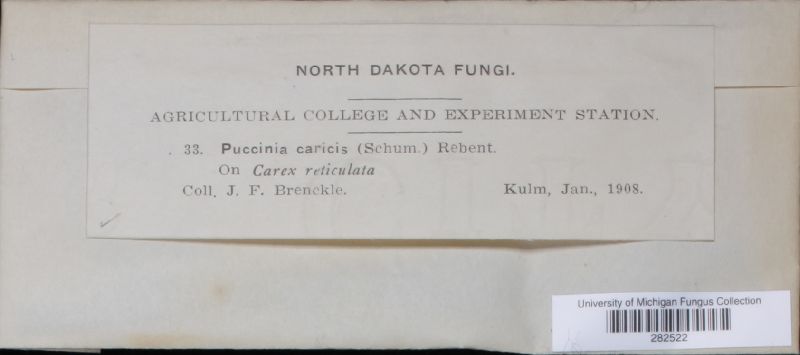 NORTH DAKOTA FUNGI.
AGRICULTURAL COLLEGE AND EXPERIMENT STATION.
33. Puccinia caricis (Schum.) Rebent.
On Carex reticulata
Coll. J. F. Brenckle. Kulm, Jan., 1908.
University of Michigan Fungus Collection
282522